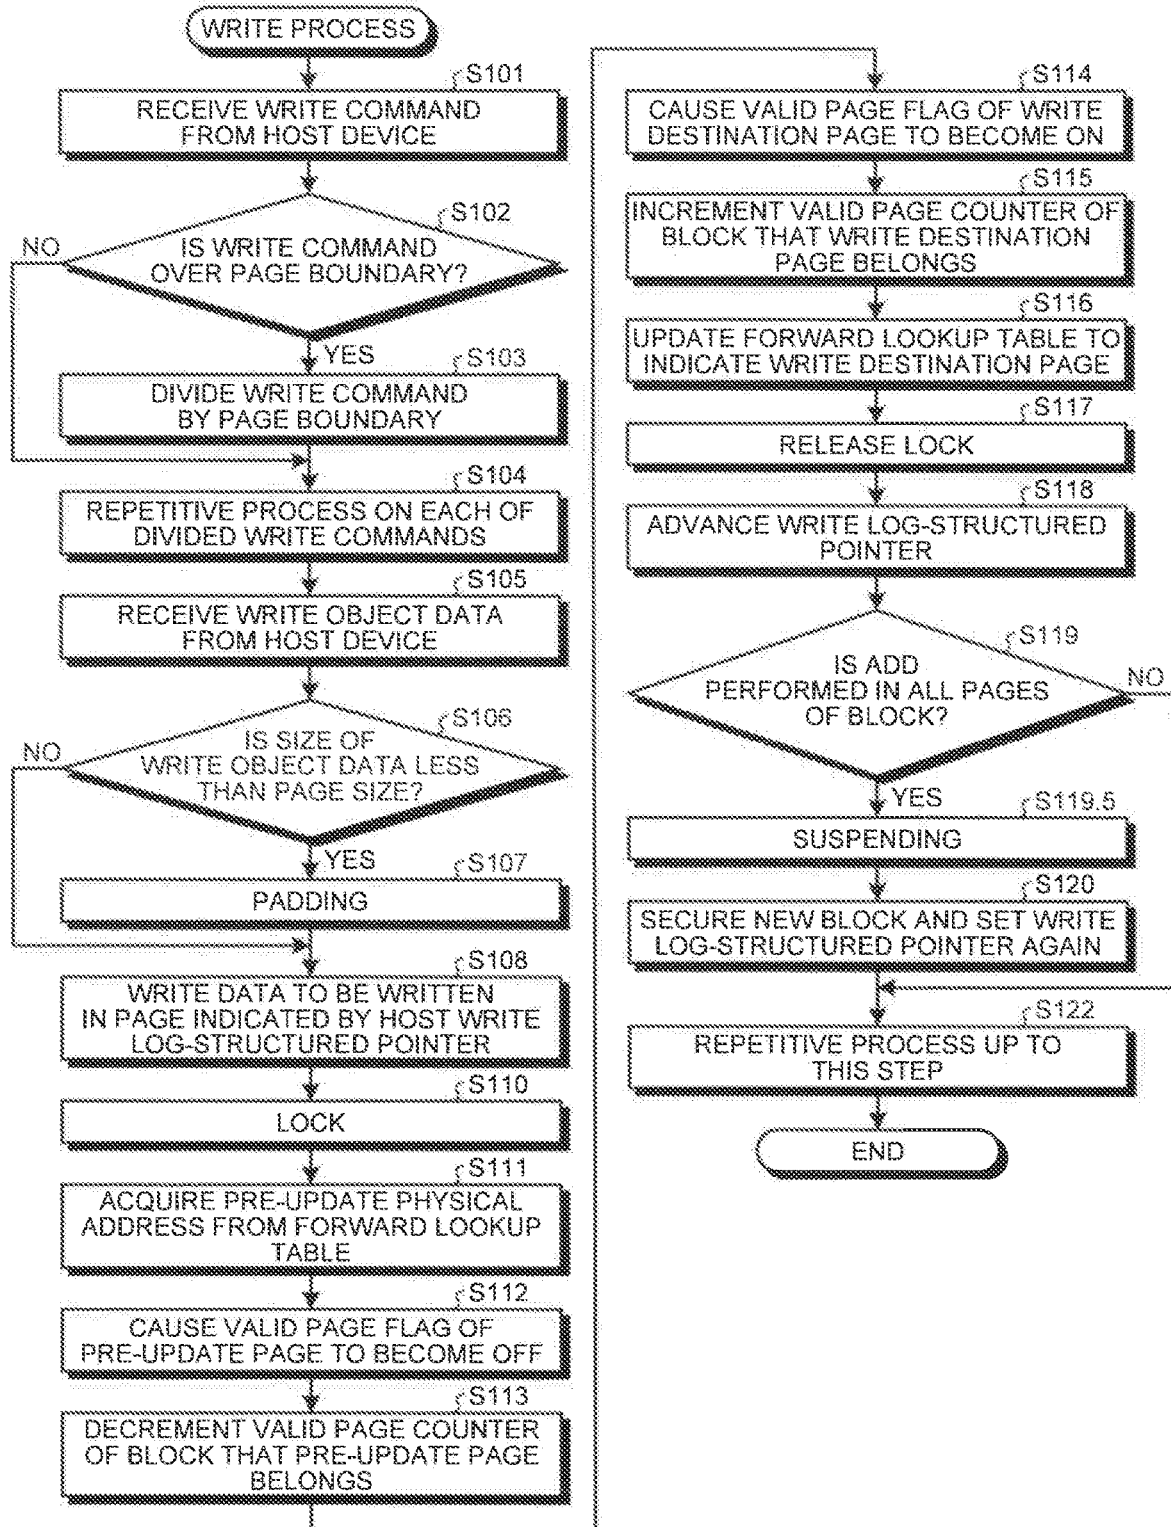 WRITE PROCESS
S101
RECEIVE WRITE COMMAND
FROM HOST DEVICE
S102
IS WRITE COMMAND
OVER PAGE BOUNDARY?
NO
YES
S103
DIVIDE WRITE COMMAND
BY PAGE BOUNDARY
S104
REPETITIVE PROCESS ON EACH OF
DIVIDED WRITE COMMANDS
S105
RECEIVE WRITE OBJECT DATA
FROM HOST DEVICE
S106
IS SIZE OF
WRITE OBJECT DATA LESS
THAN PAGE SIZE?
NO
YES
S107
PADDING
S108
WRITE DATA TO BE WRITTEN
IN PAGE INDICATED BY HOST WRITE
LOG-STRUCTURED POINTER
S110
LOCK
S111
ACQUIRE PRE-UPDATE PHYSICAL
ADDRESS FROM FORWARD LOOKUP
TABLE
S112
CAUSE VALID PAGE FLAG OF
PRE-UPDATE PAGE TO BECOME OFF
S113
DECREMENT VALID PAGE COUNTER
OF BLOCK THAT PRE-UPDATE PAGE
BELONGS
S114
CAUSE VALID PAGE FLAG OF WRITE
DESTINATION PAGE TO BECOME ON
S115
INCREMENT VALID PAGE COUNTER OF
BLOCK THAT WRITE DESTINATION
PAGE BELONGS
S116
UPDATE FORWARD LOOKUP TABLE TO
INDICATE WRITE DESTINATION PAGE
S117
RELEASE LOCK
S118
ADVANCE WRITE LOG-STRUCTURED
POINTER
S119
IS ADD
PERFORMED IN ALL PAGES
OF BLOCK?
NO
YES
S119.5
SUSPENDING
S120
SECURE NEW BLOCK AND SET WRITE
LOG-STRUCTURED POINTER AGAIN
S122
REPETITIVE PROCESS UP TO
THIS STEP
END